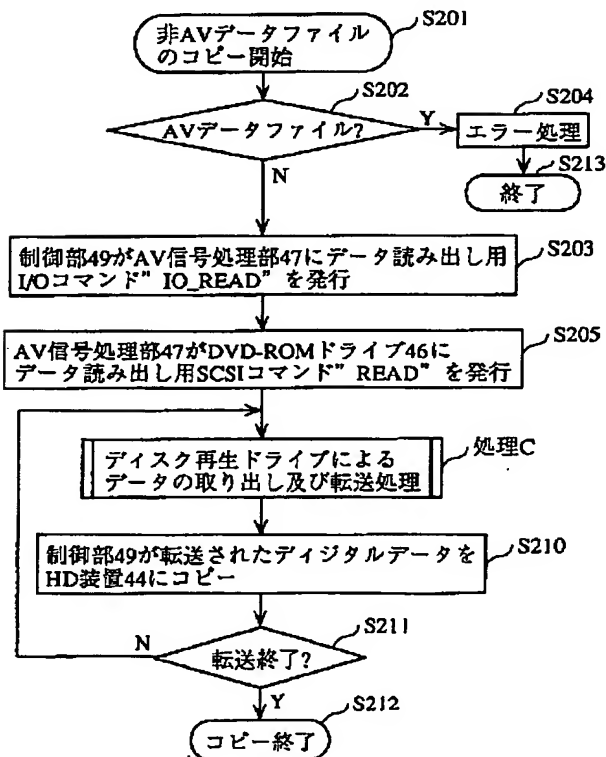 非AVデータファイル
のコピー開始
S201
S202
AVデータファイル?
Y
S204
エラー処理
S213
終了
N
制御部49がAV信号処理部47にデータ読み出し用
I/Oコマンド”IO_READ”を発行
S203
AV信号処理部47がDVD-ROMドライブ46に
データ読み出し用SCSIコマンド”READ”を発行
S205
ディスク再生ドライブによる
データの取り出し及び転送処理
処理C
制御部49が転送されたディジタルデータを
HD装置44にコピー
S210
N
転送終了?
S211
Y
S212
コピー終了